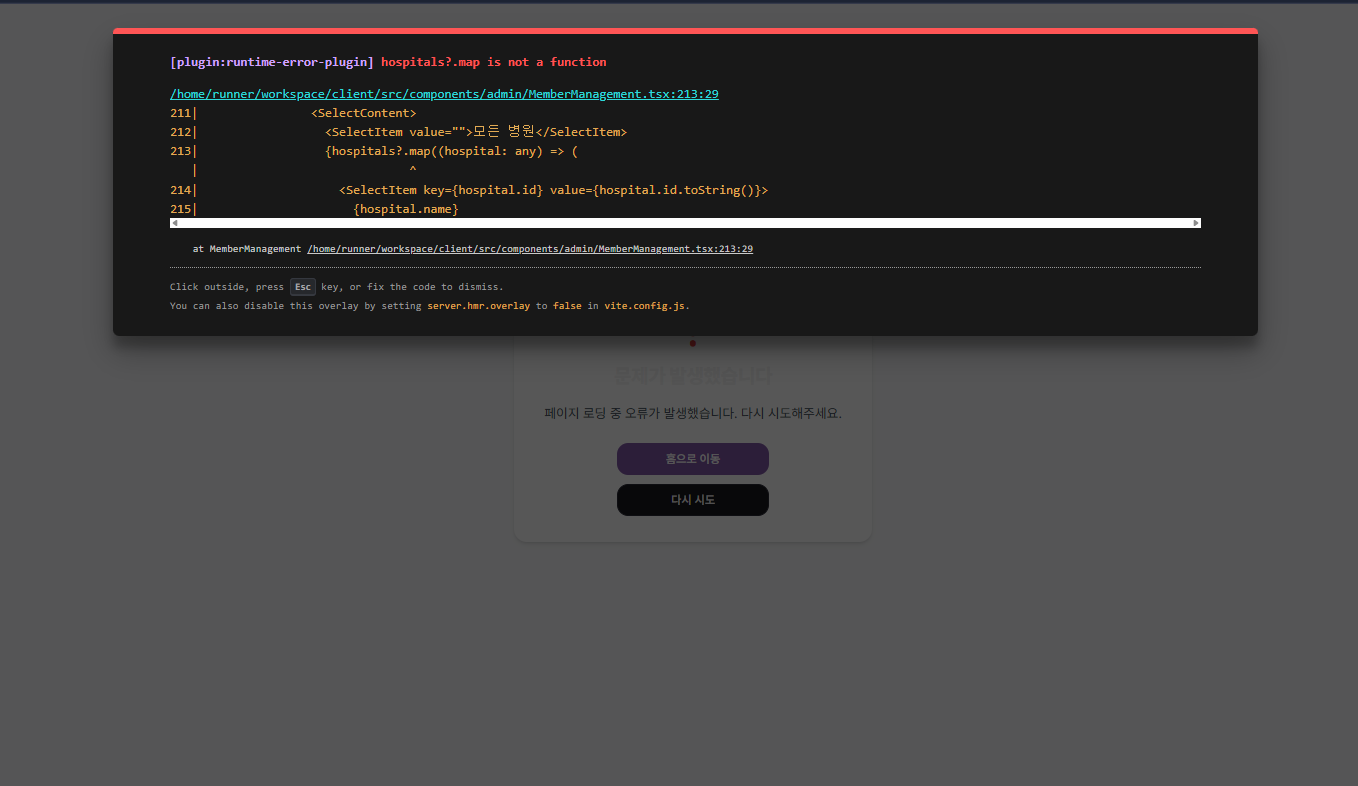 [plugin:runtime-error-plugin] hospitals?.map is not a function
/home/runner/workspace/client/src/components/admin/MemberManagement.tsx:213:29
211|                <SelectContent>
212|                  <SelectItem value="">모든 병원</SelectItem>
213|                  {hospitals?.map((hospital: any) => (
   |                              ^
214|                    <SelectItem key={hospital.id} value={hospital.id.toString()}>
215|                      {hospital.name}
at MemberManagement /home/runner/workspace/client/src/components/admin/MemberManagement.tsx:213:29
Click outside, press Esc key, or fix the code to dismiss.
You can also disable this overlay by setting server.hmr.overlay to false in vite.config.js.
문제가 발생했습니다
페이지 로딩 중 오류가 발생했습니다. 다시 시도해주세요.
홈으로 이동
다시 시도